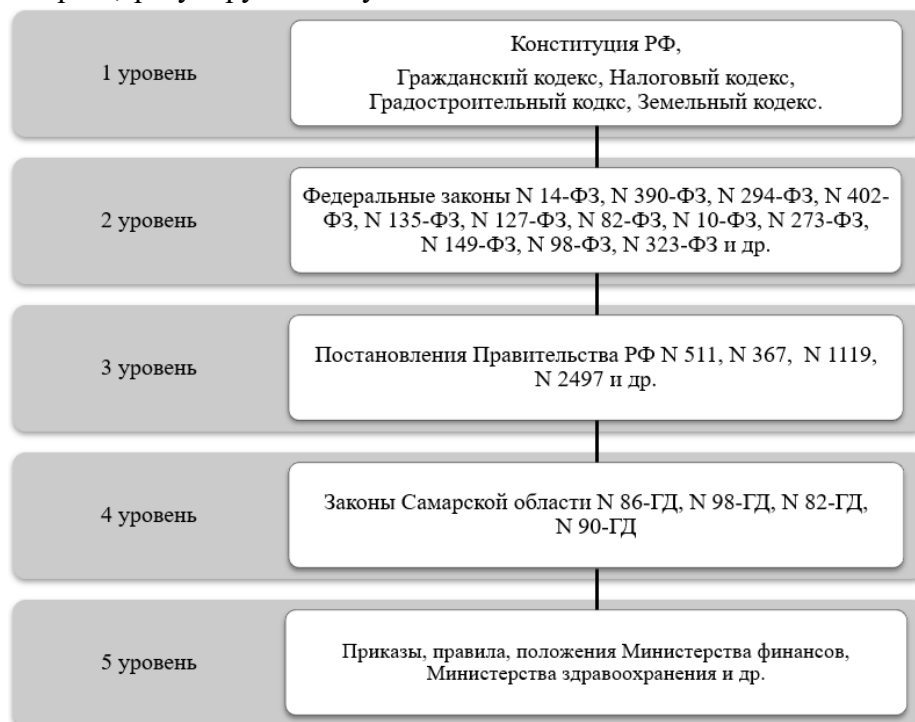 1 уровень
Конституция РФ,
Гражданский кодекс, Налоговый кодекс,
Градостроительный кодкс, Земельный кодекс.
2 уровень
Федеральные законы N 14-ФЗ, N 390-ФЗ, N 294-ФЗ, N 402-
ФЗ, N 135-ФЗ, N 127-ФЗ, N 82-ФЗ, N 10-ФЗ, N 273-ФЗ,
N 149-ФЗ, N 98-ФЗ, N 323-ФЗ и др.
3 уровень
Постановления Правительства РФ N 511, N 367, N 1119,
N 2497 и др.
4 уровень
Законы Самарской области N 86-ГД, N 98-ГД, N 82-ГД,
N 90-ГД
5 уровень
Приказы, правила, положения Министерства финансов,
Министерства здравоохранения и др.